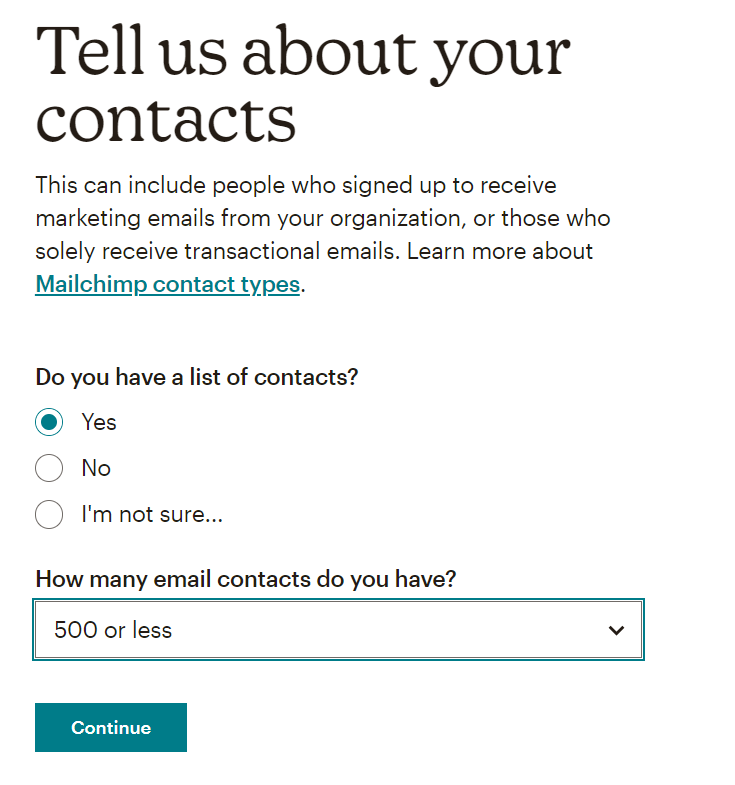 Tell us about your
contacts
This can include people who signed up to receive
marketing emails from your organization, or those who
solely receive transactional emails. Learn more about
Mailchimp contact types.
Do you have a list of contacts?
Yes
No
I'm not sure...
How many email contacts do you have?
500 or less
Continue